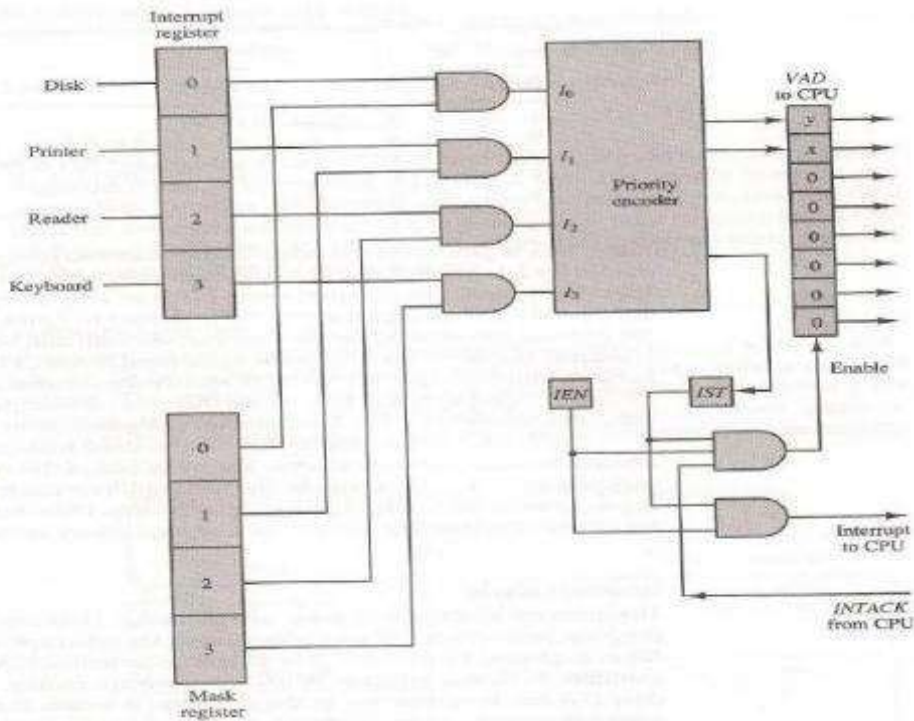 Interrupt
register
Disk
0
Printer
1
Reader
2
Keyboard
3
I0
I1
I2
I3
Priority
encoder
VAD
to CPU
y
x
0
0
0
0
0
0
Enable
IEN
IST
0
1
2
3
Mask
register
Interrupt
to CPU
INTACK
from CPU